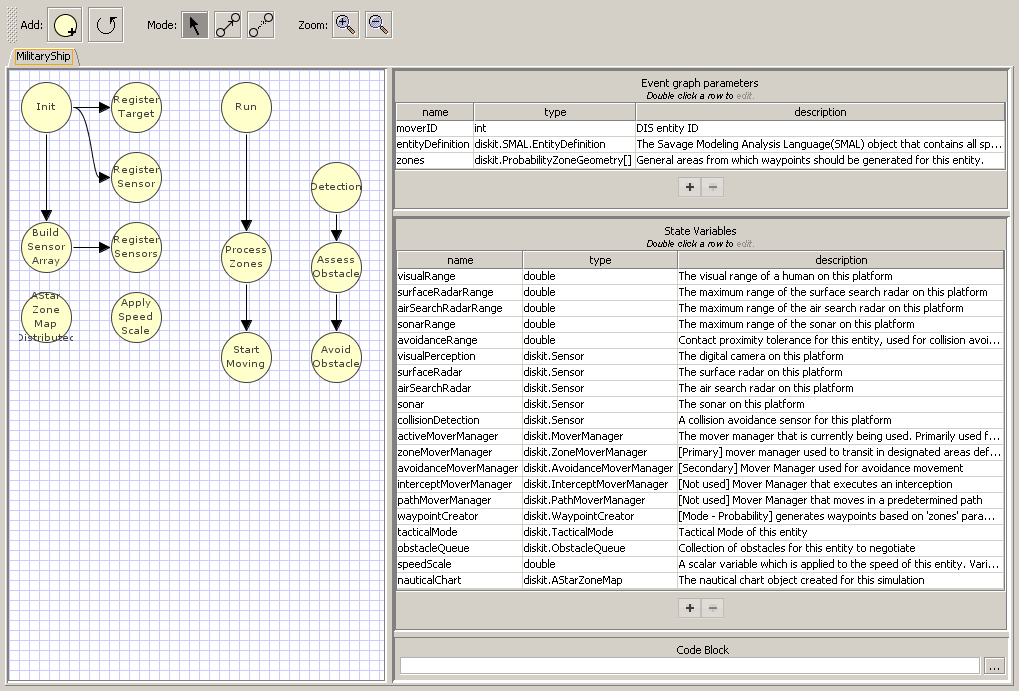 Add: Mode: Zoom:
MilitaryShip
Init
Register
Target
Run
Register
Sensor
Detection
Build
Sensor
Array
Register
Sensors
Process
Zones
Assess
Obstacle
AStar
Zone
Map
Distributed
Apply
Speed
Scale
Start
Moving
Avoid
Obstacle
Event graph parameters
Double click a row to edit.
name type description
moverID int DIS entity ID
entityDefinition diskit.SMAL.EntityDefinition The Savage Modeling Analysis Language(SMAL) object that contains all sp...
zones diskit.ProbabilityZoneGeometry[] General areas from which waypoints should be generated for this entity.
+ −
State Variables
Double click a row to edit.
name type description
visualRange double The visual range of a human on this platform
surfaceRadarRange double The maximum range of the surface search radar on this platform
airSearchRadarRange double The maximum range of the air search radar on this platform
sonarRange double The maximum range of the sonar on this platform
avoidanceRange double Contact proximity tolerance for this entity, used for collision avoi...
visualPerception diskit.Sensor The digital camera on this platform
surfaceRadar diskit.Sensor The surface radar on this platform
airSearchRadar diskit.Sensor The air search radar on this platform
sonar diskit.Sensor The sonar on this platform
collisionDetection diskit.Sensor A collision avoidance sensor for this platform
activeMoverManager diskit.MoverManager The mover manager that is currently being used. Primarily used f...
zoneMoverManager diskit.ZoneMoverManager [Primary] mover manager used to transit in designated areas def...
avoidanceMoverManager diskit.AvoidanceMoverManager [Secondary] Mover Manager used for avoidance movement
interceptMoverManager diskit.InterceptMoverManager [Not used] Mover Manager that executes an interception
pathMoverManager diskit.PathMoverManager [Not used] Mover Manager that moves in a predetermined path
waypointCreator diskit.WaypointCreator [Mode - Probability] generates waypoints based on 'zones' para...
tacticalMode diskit.TacticalMode Tactical Mode of this entity
obstacleQueue diskit.ObstacleQueue Collection of obstacles for this entity to negotiate
speedScale double A scalar variable which is applied to the speed of this entity. Vari...
nauticalChart diskit.AStarZoneMap The nautical chart object created for this simulation
+ −
Code Block
...